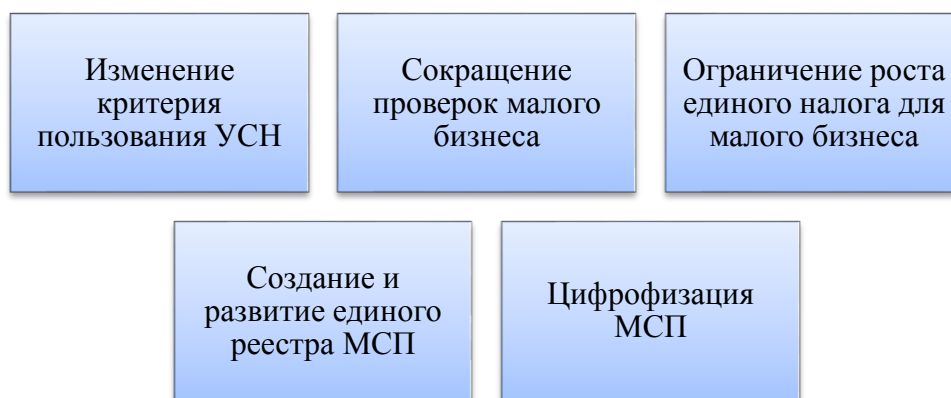 Изменение
критерия
пользования УСН
Сокращение
проверок малого
бизнеса
Ограничение роста
единого налога для
малого бизнеса
Создание и
развитие единого
реестра МСП
Цифрофизация
МСП